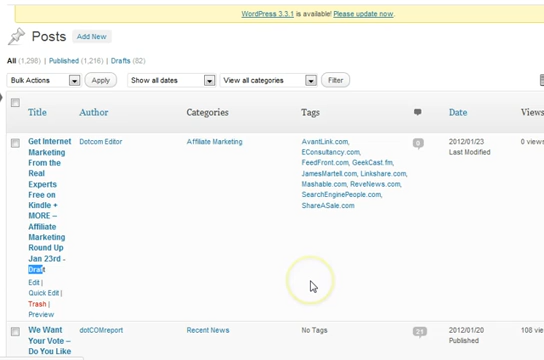 WordPress 3.3.1 is available! Please update now.
Posts Add New
All (1,298) | Published (1,216) | Drafts (82)
Bulk Actions Apply Show all dates View all categories Filter
Title Author Categories Tags Date Views
Get Internet Dotcom Editor Affiliate Marketing AvantLink.com, 0 2012/01/23 0 views
Marketing EConsultancy.com, Last Modified
From the FeedFront.com, GeekCast.fm,
Real JamesMartell.com, Linkshare.com,
Experts Mashable.com, ReveNews.com,
Free on SearchEnginePeople.com,
Kindle + ShareASale.com
MORE –
Affiliate
Marketing
Round Up
Jan 23rd -
Draft
Edit |
Quick Edit |
Trash |
Preview
We Want dotCOMreport Recent News No Tags 21 2012/01/20 108 view
Your Vote – Published
Do You Like